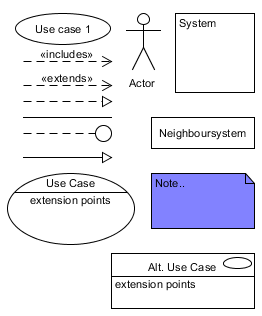 Use case 1
System
«includes»
«extends»
Actor
Neighboursystem
Use Case
extension points
Note..
Alt. Use Case
extension points